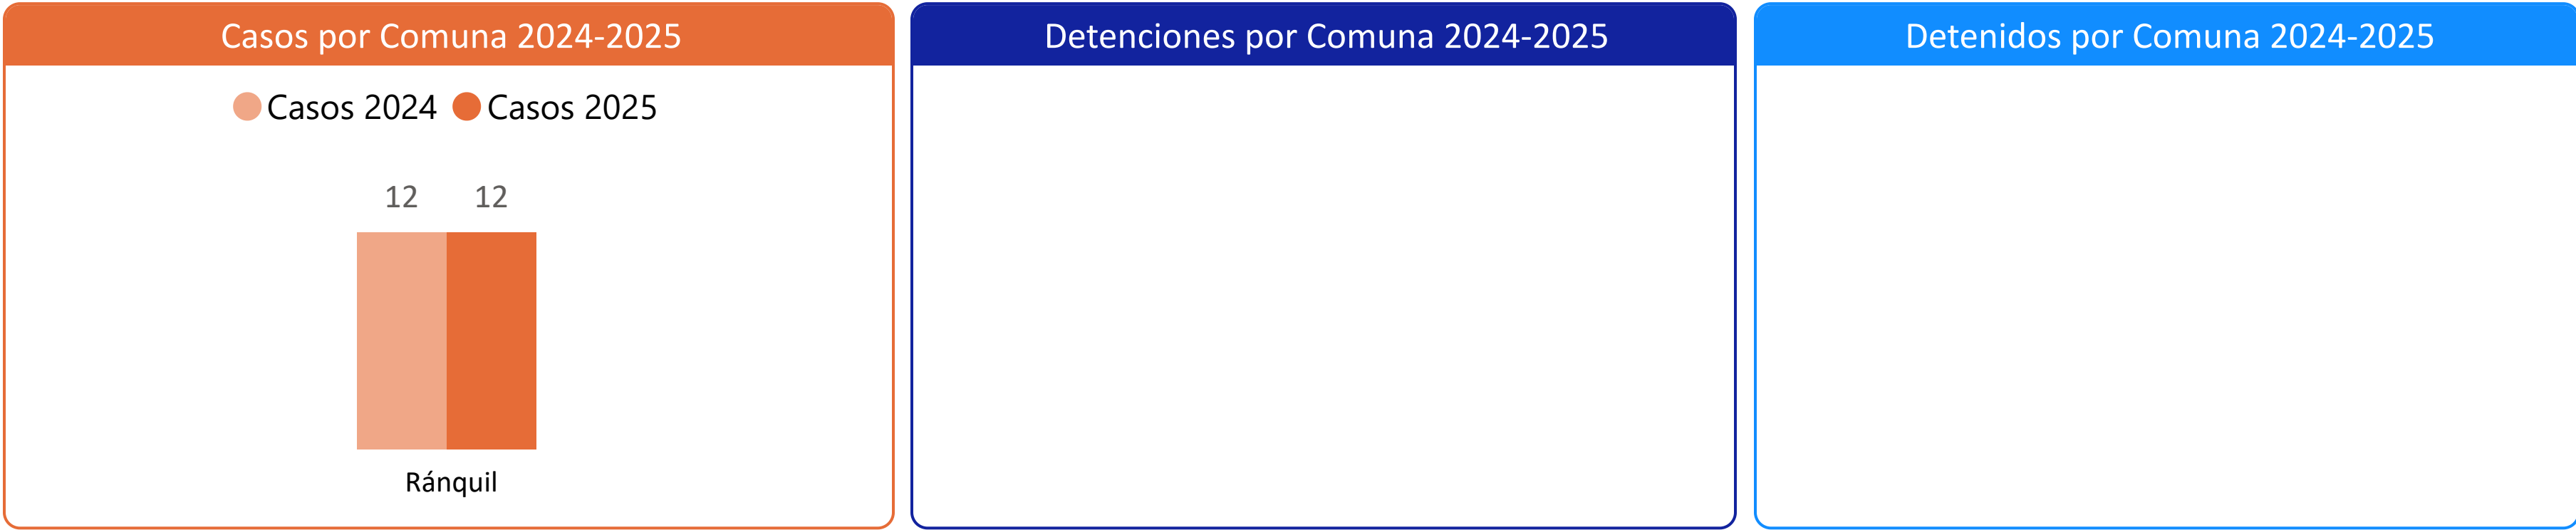 Casos por Comuna 2024-2025
Casos 2024 Casos 2025
12 12
Ránquil
Detenciones por Comuna 2024-2025
Detenidos por Comuna 2024-2025